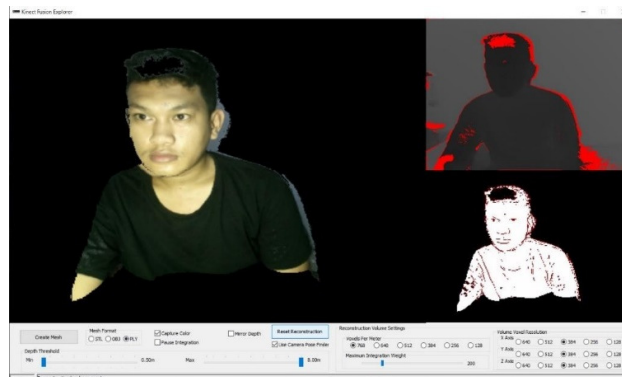 Kinect Fusion Explorer
Create Mesh
Mesh Format
STL OBJ PLY
Capture Color
Pause Integration
Mirror Depth
Reset Reconstruction
Use Camera Pose Finder
Depth Threshold
Min 0.50m Max 8.00m
Reconstruction Volume Settings
Voxels Per Meter
768 640 512 384 256 128
Maximum Integration Weight
200
Volume Voxel Resolution
X Axis 640 512 384 256 128
Y Axis 640 512 384 256 128
Z Axis 640 512 384 256 128